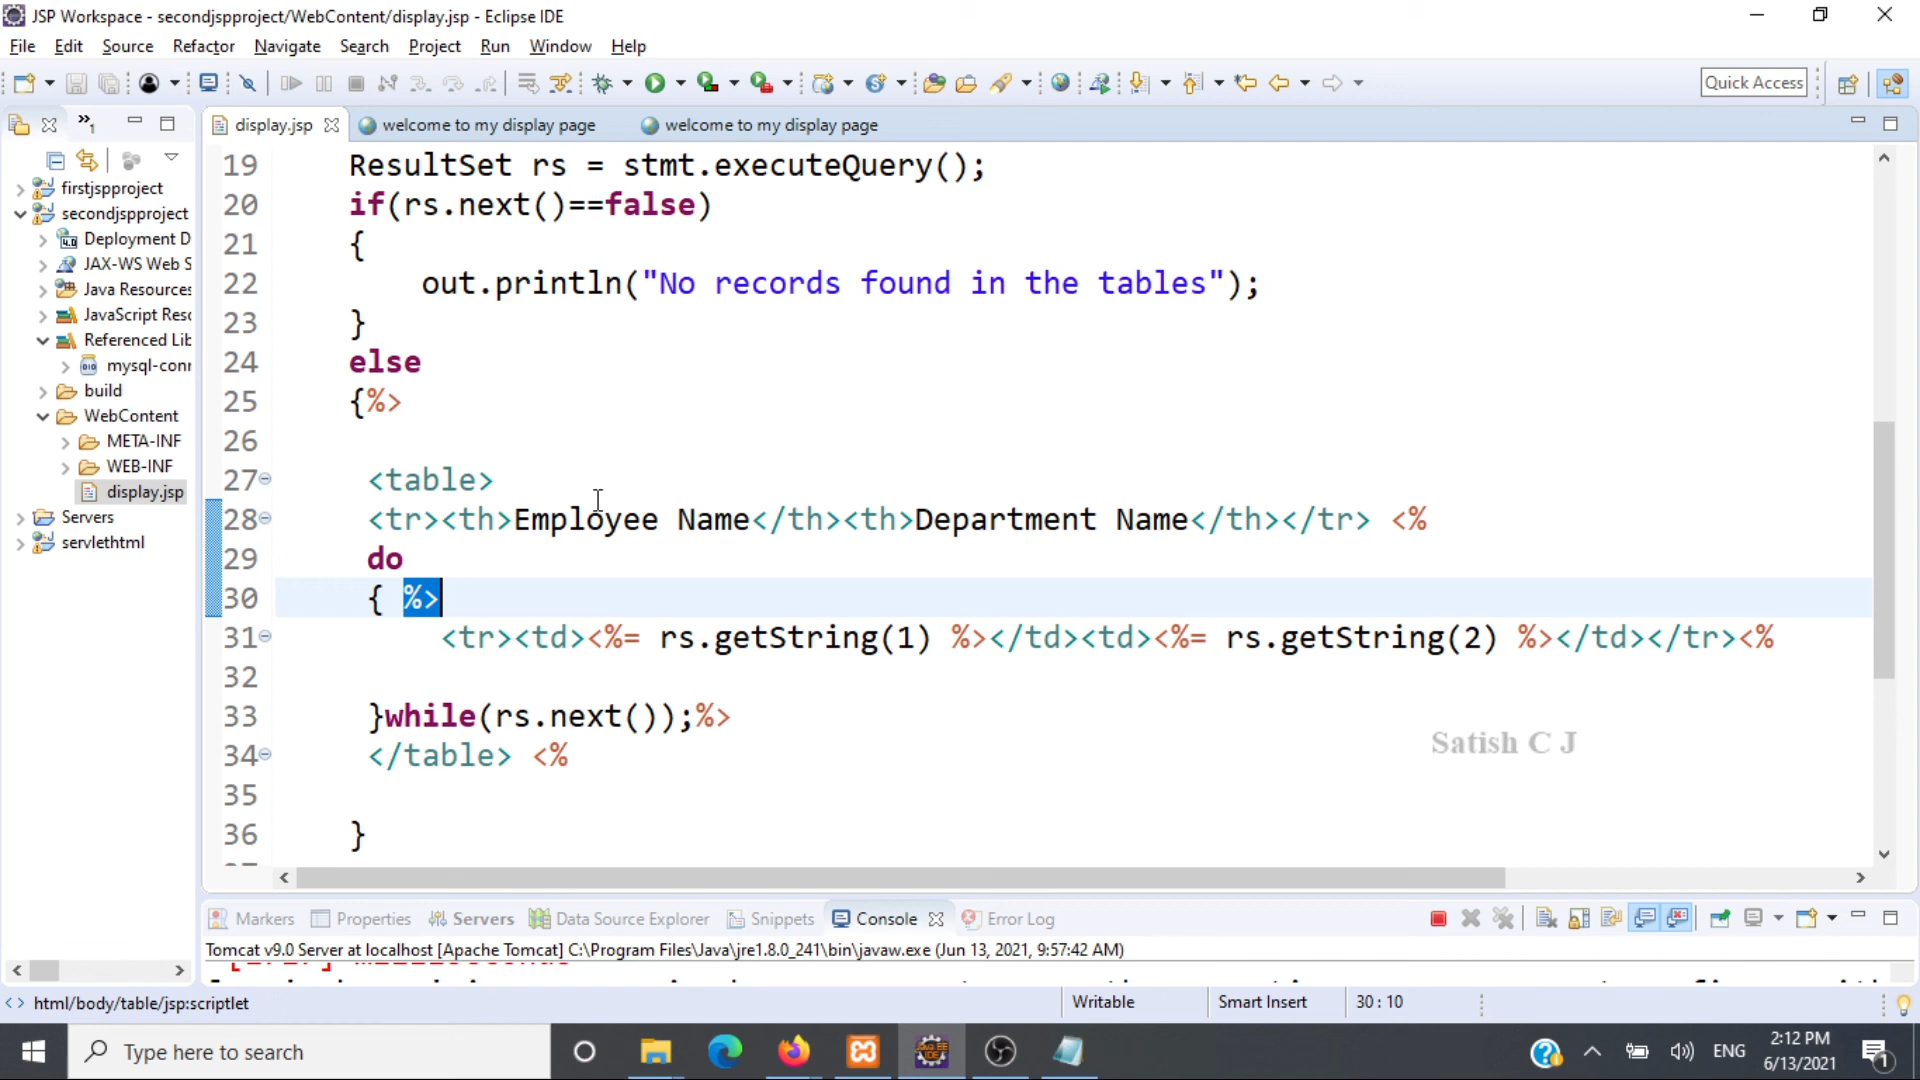 JSP Workspace - secondjspproject/WebContent/display.jsp - Eclipse IDE
File Edit Source Refactor Navigate Search Project Run Window Help
Quick Access
display.jsp welcome to my display page welcome to my display page
firstjspproject
secondjspproject
Deployment D
JAX-WS Web S
Java Resources
JavaScript Reso
Referenced Lib
mysql-conn
build
WebContent
META-INF
WEB-INF
display.jsp
Servers
servlethtml
19 ResultSet rs = stmt.executeQuery();
20 if(rs.next()==false)
21 {
22 out.println("No records found in the tables");
23 }
24 else
25 {%>
26
27 <table>
28 <tr><th>Employee Name</th><th>Department Name</th></tr> <%
29 do
30 { %>
31 <tr><td><%= rs.getString(1) %></td><td><%= rs.getString(2) %></td></tr><%
32
33 }while(rs.next());%>
34 </table> <%
35
36 }
Satish C J
Markers Properties Servers Data Source Explorer Snippets Console Error Log
Tomcat v9.0 Server at localhost [Apache Tomcat] C:\Program Files\Java\jre1.8.0_241\bin\javaw.exe (Jun 13, 2021, 9:57:42 AM)
html/body/table/jsp:scriptlet Writable Smart Insert 30 : 10
Type here to search
ENG
2:12 PM
6/13/2021
1